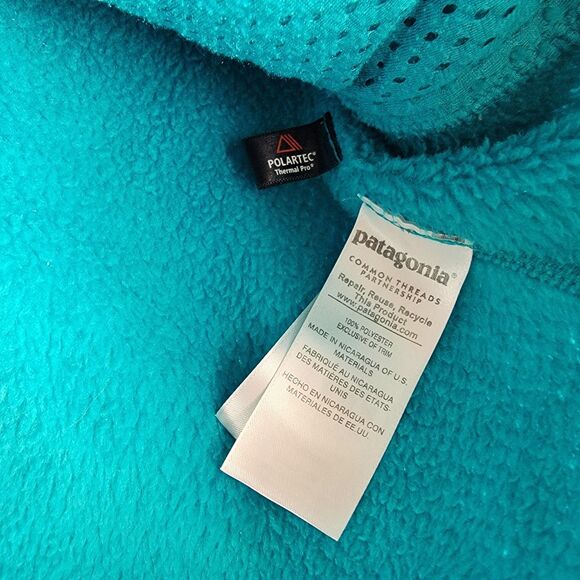 POLARTEC®
Thermal Pro®
patagonia®
COMMON THREADS
PARTNERSHIP
Repair, Reuse, Recycle
This Product
www.patagonia.com
100% POLYESTER
EXCLUSIVE OF TRIM
MADE IN NICARAGUA OF U.S.
MATERIALS
FABRIQUÉ AU NICARAGUA
DES MATIÈRES DES ÉTATS-
UNIS
HECHO EN NICARAGUA CON
MATERIALES DE EE.UU.